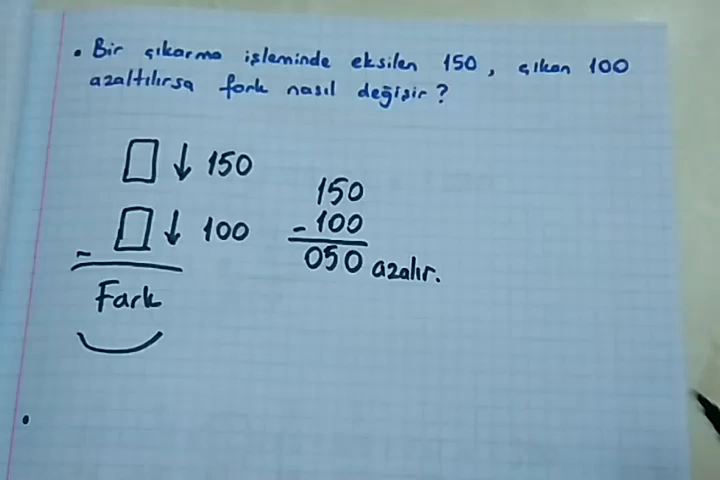 • Bir çıkarma işleminde eksilen 150, çıkan 100
azaltılırsa fark nasıl değişir?
□ ↓ 150
- □ ↓ 100
Fark
150
- 100
050 azalır.
•